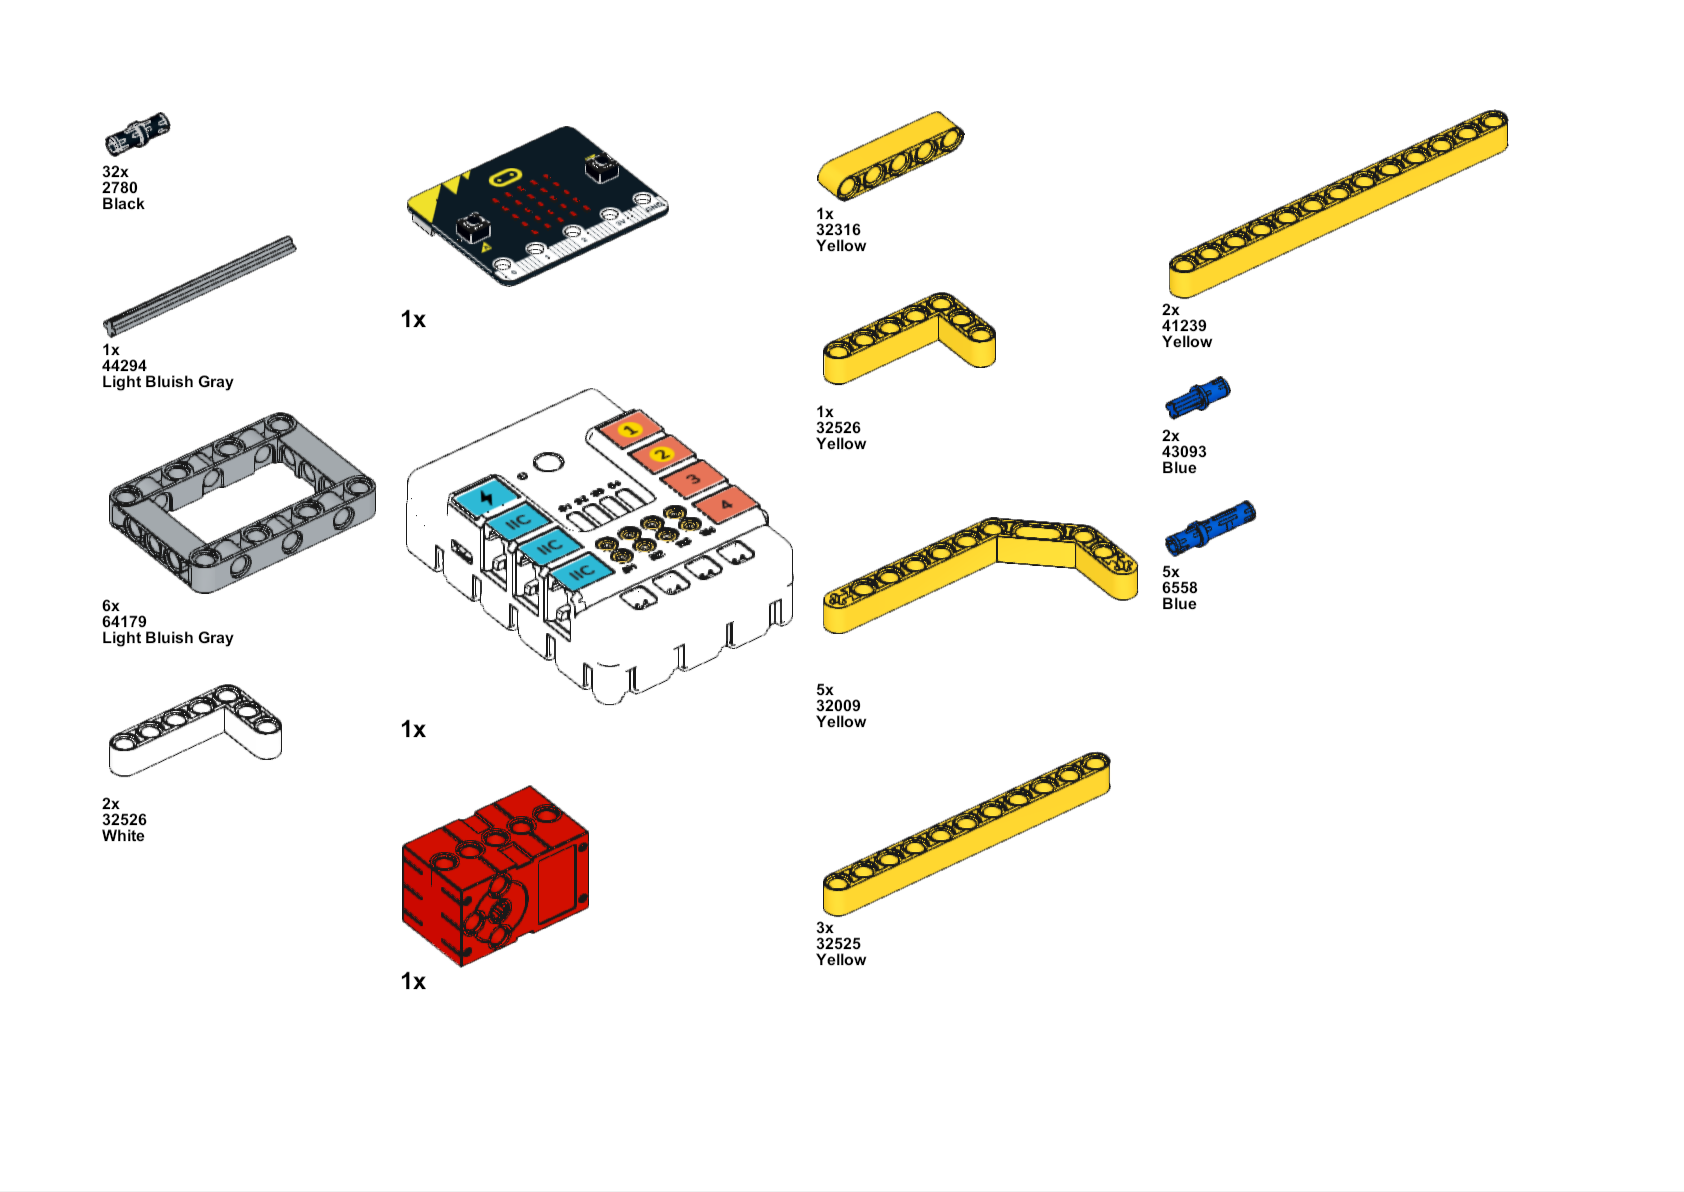 32x
2780
Black
1x
44294
Light Bluish Gray
6x
64179
Light Bluish Gray
2x
32526
White
1x
1
2
3
4
IIC
IIC
IIC
1x
1x
1x
32316
Yellow
1x
32526
Yellow
5x
32009
Yellow
3x
32525
Yellow
2x
41239
Yellow
2x
43093
Blue
5x
6558
Blue